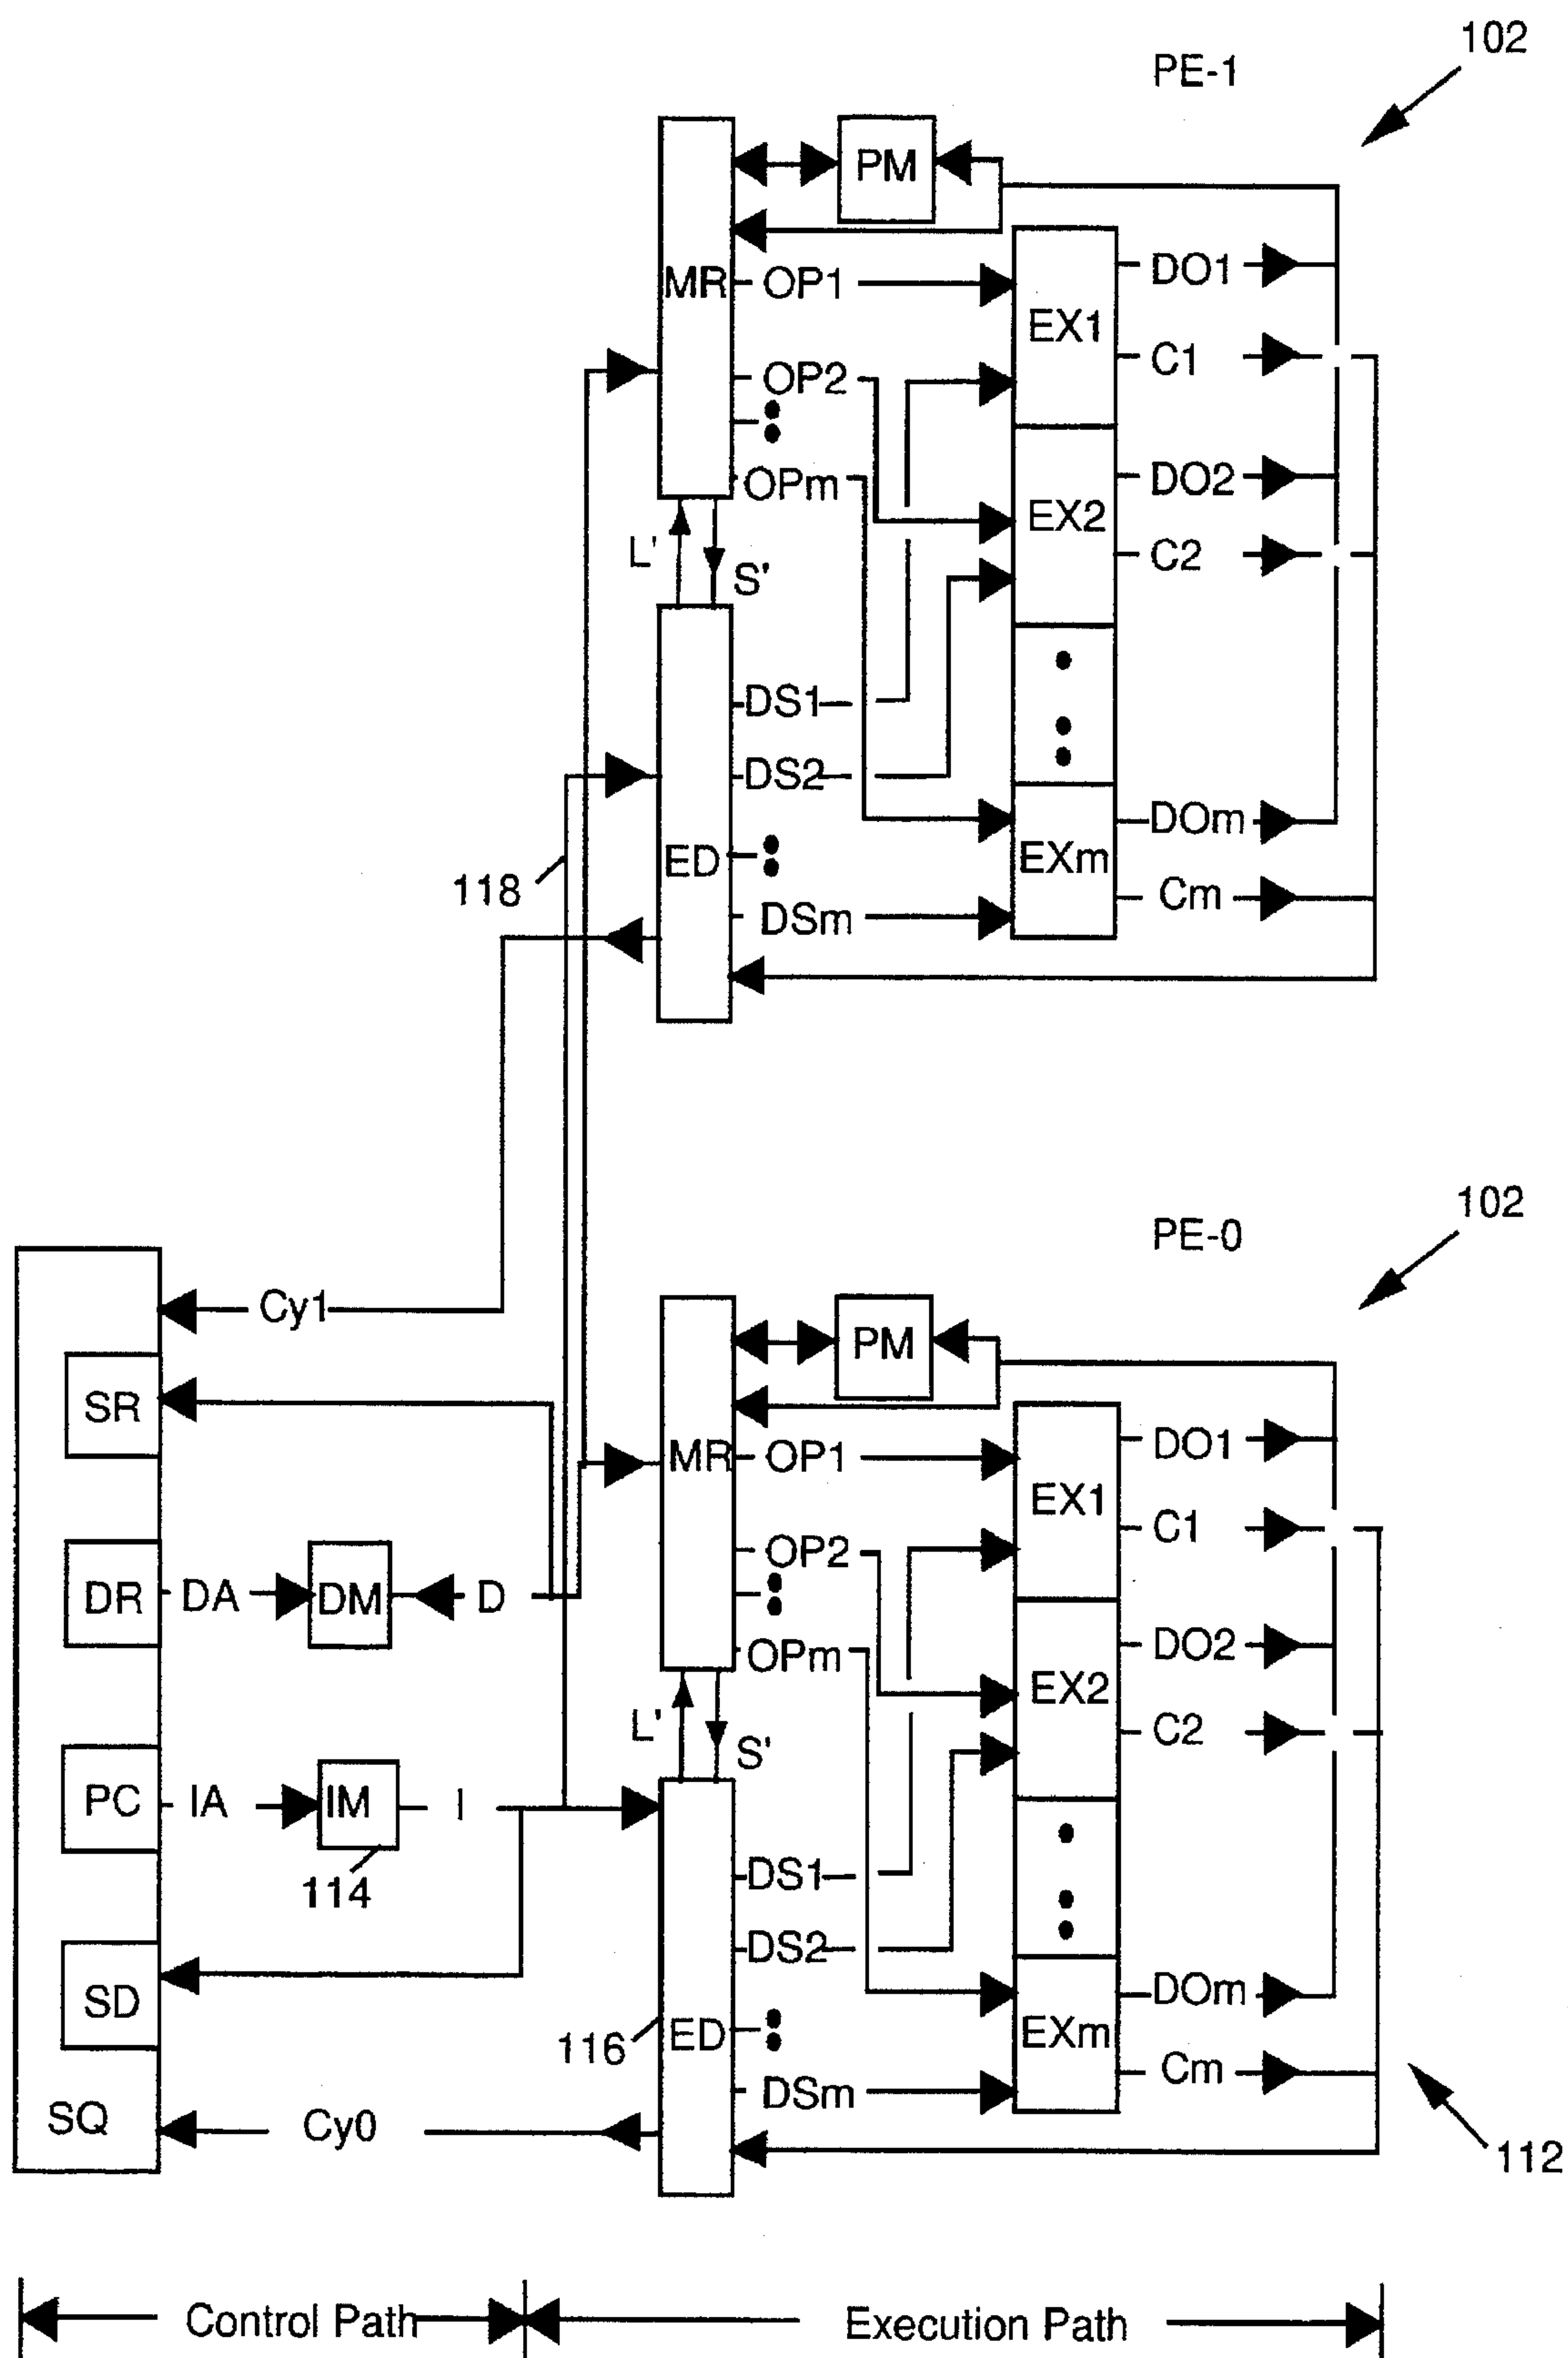 102
PE-1
PM
MR
OP1
DO1
EX1
C1
OP2
DO2
OPm
EX2
C2
L'
S'
DS1
DS2
DOm
ED
EXm
118
Cm
DSm
102
PE-0
Cy1
PM
SR
MR
OP1
DO1
EX1
C1
OP2
DR
DA
DM
D
DO2
OPm
EX2
C2
L'
S'
PC
IA
IM
I
DS1
114
DS2
SD
DOm
116
ED
EXm
Cm
DSm
SQ
Cy0
112
Control Path
Execution Path